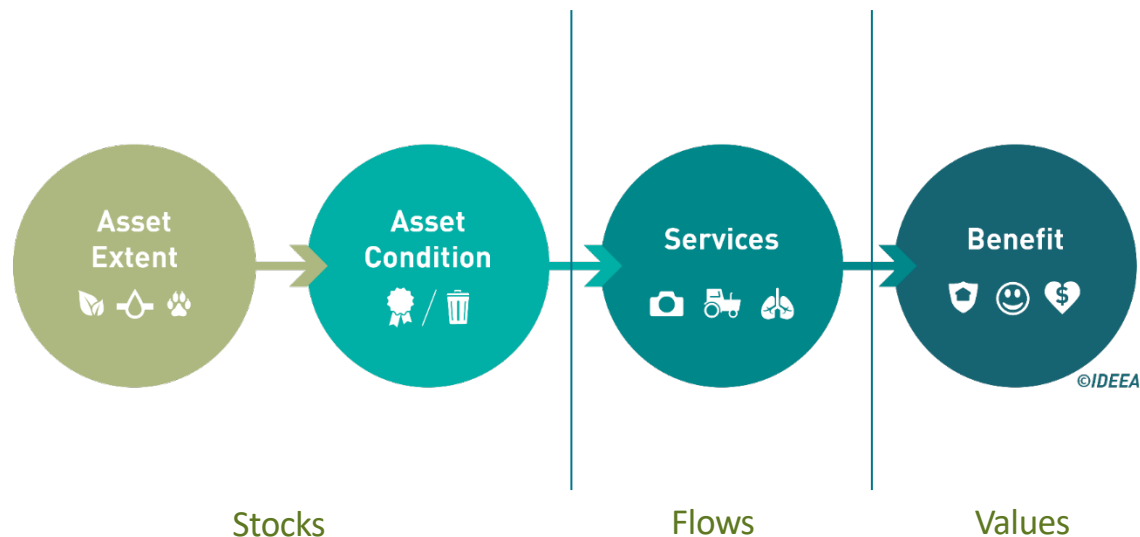 Asset
Extent
Asset
Condition
Services
Benefit
$
©IDEEA
Stocks
Flows
Values